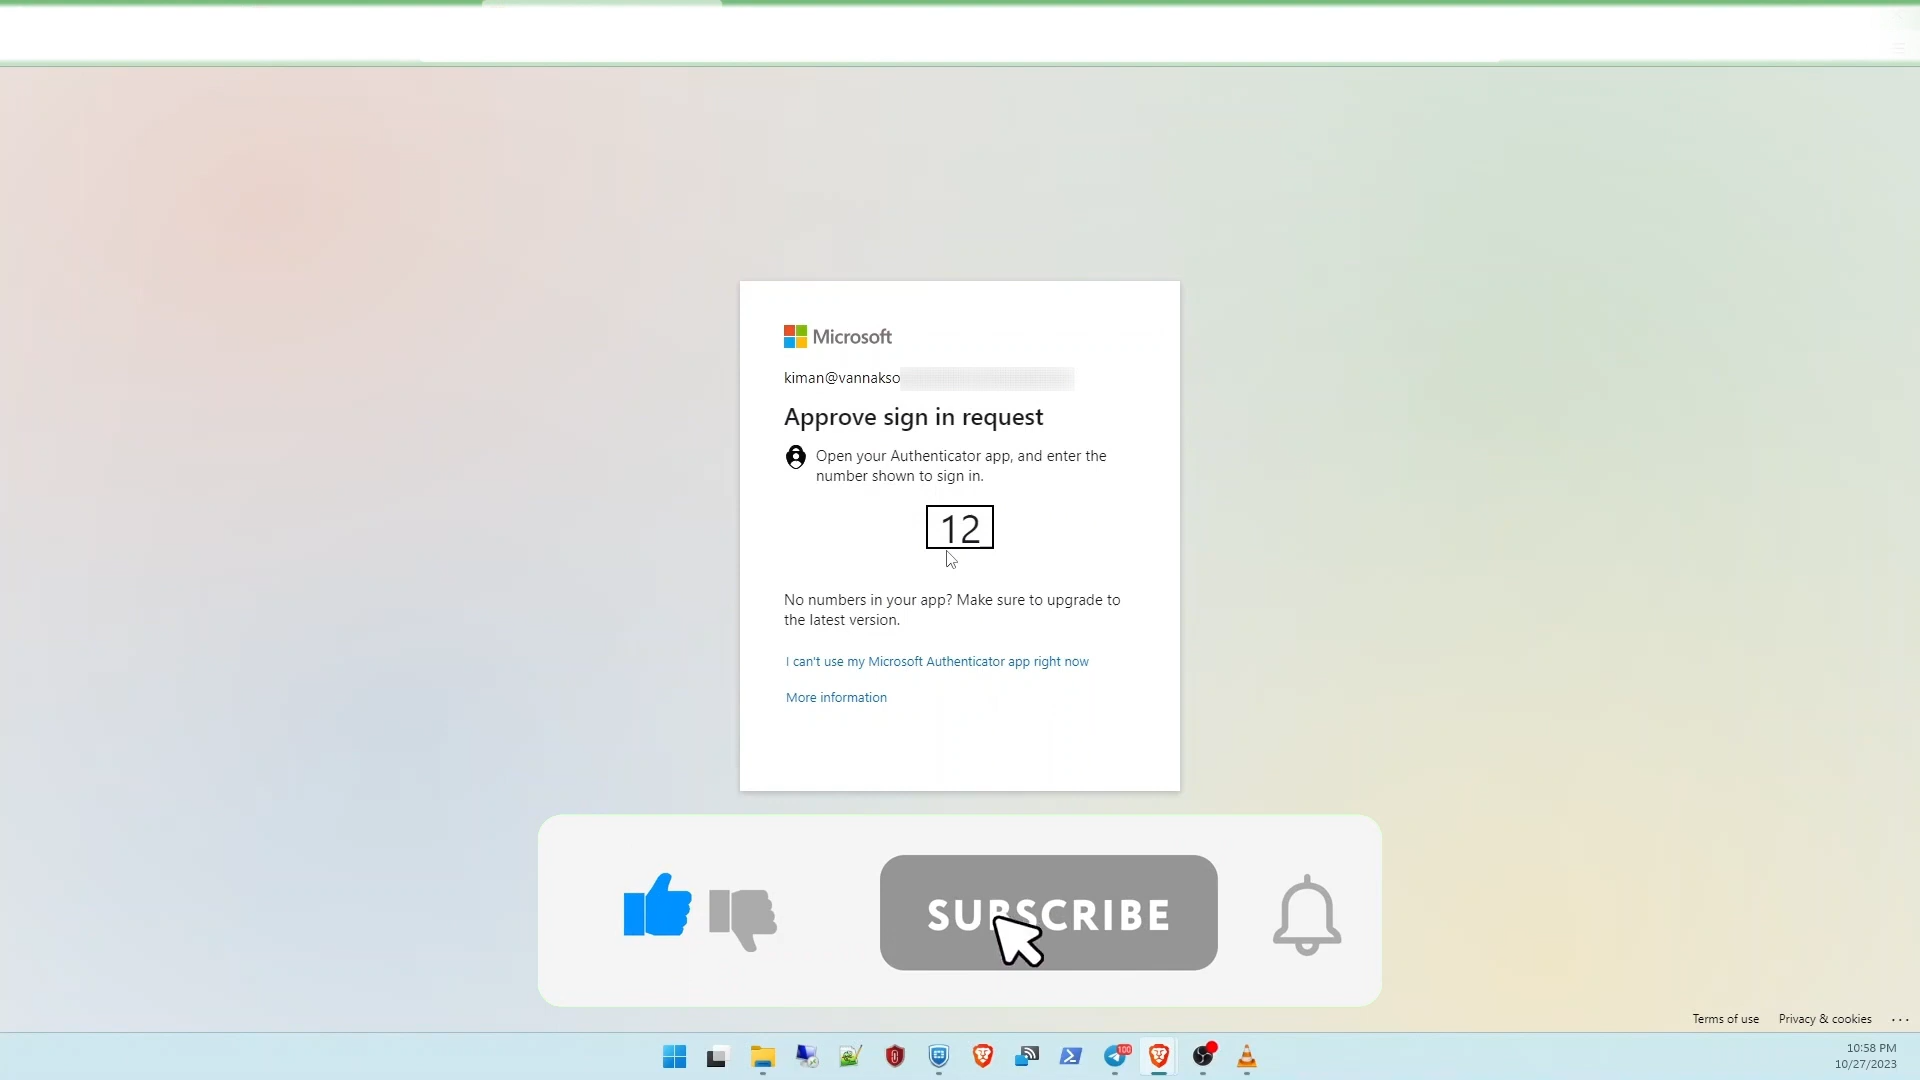 Microsoft
kiman@vannakso
Approve sign in request
Open your Authenticator app, and enter the
number shown to sign in.
12
No numbers in your app? Make sure to upgrade to
the latest version.
I can't use my Microsoft Authenticator app right now
More information
SUBSCRIBE
Terms of use
Privacy & cookies
...
100
10:58 PM
10/27/2023